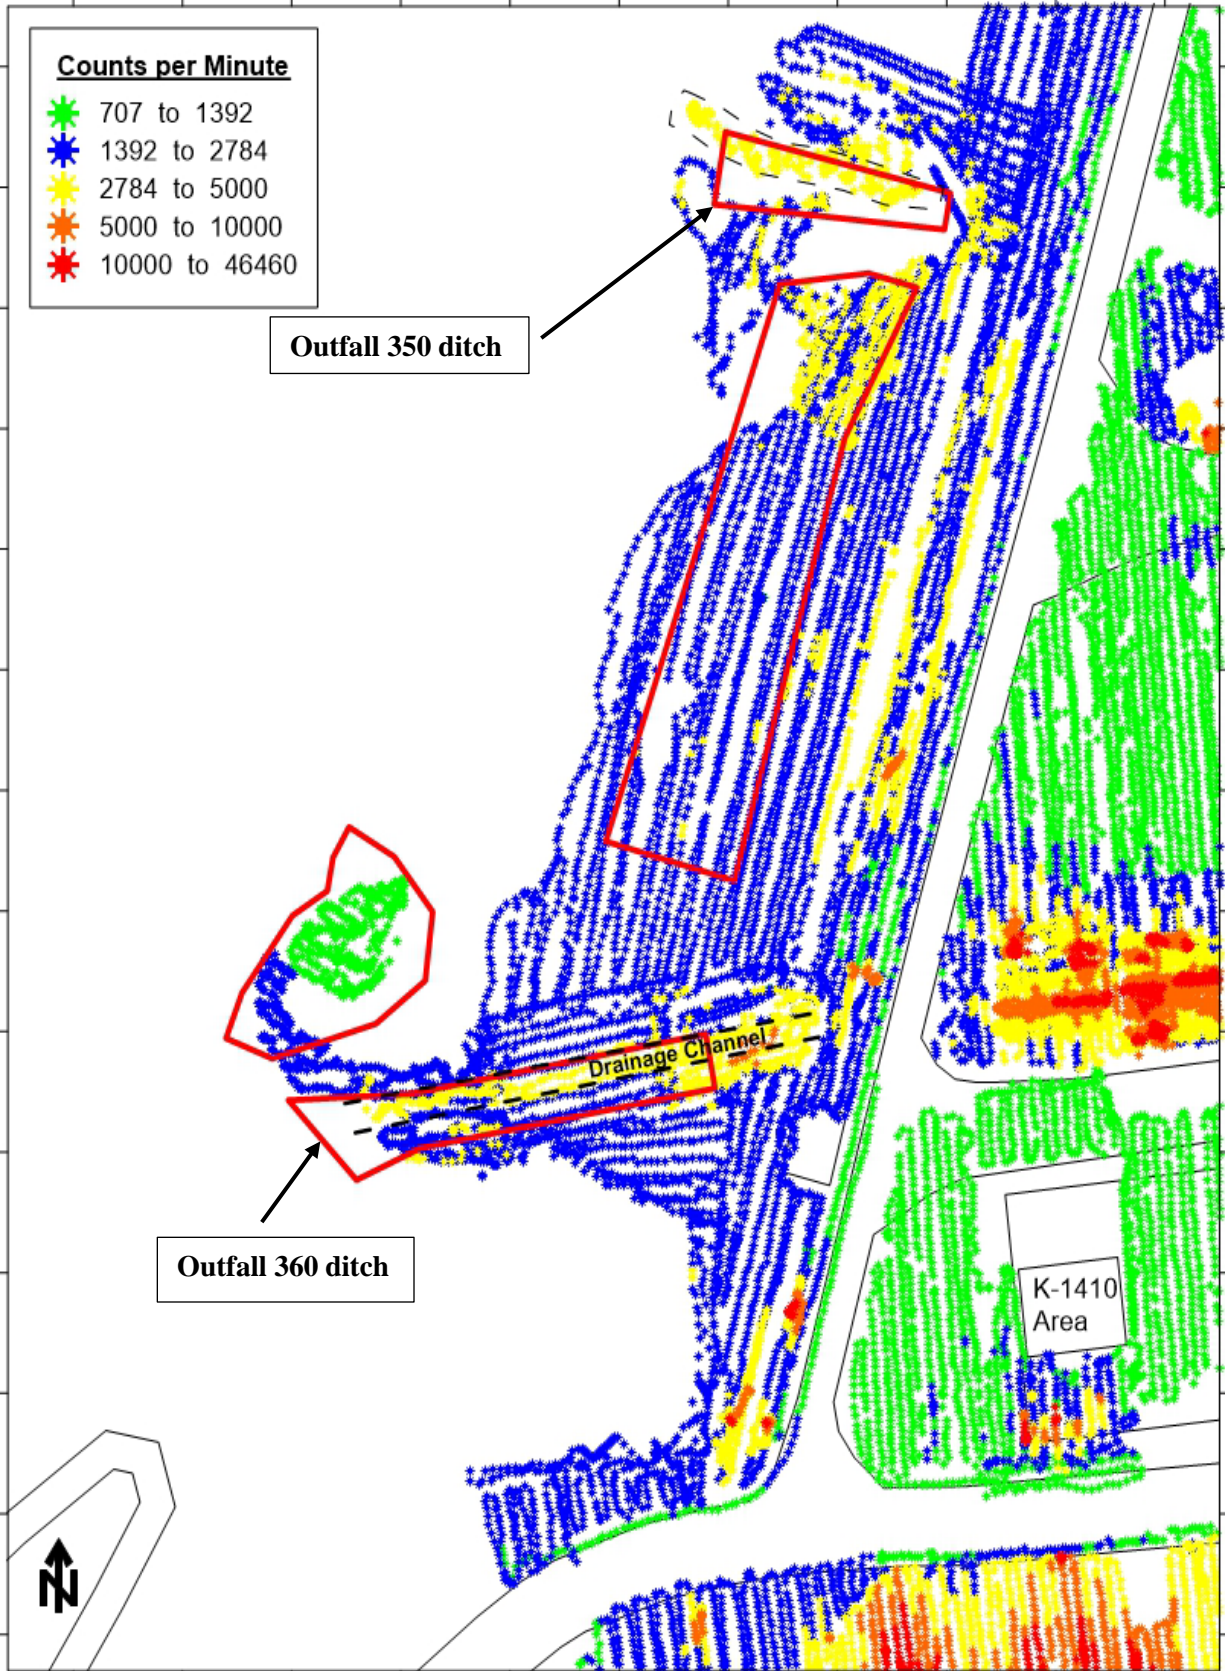 Counts per Minute
707 to 1392
1392 to 2784
2784 to 5000
5000 to 10000
10000 to 46460
Outfall 350 ditch
Drainage Channel
Outfall 360 ditch
K-1410
Area
N